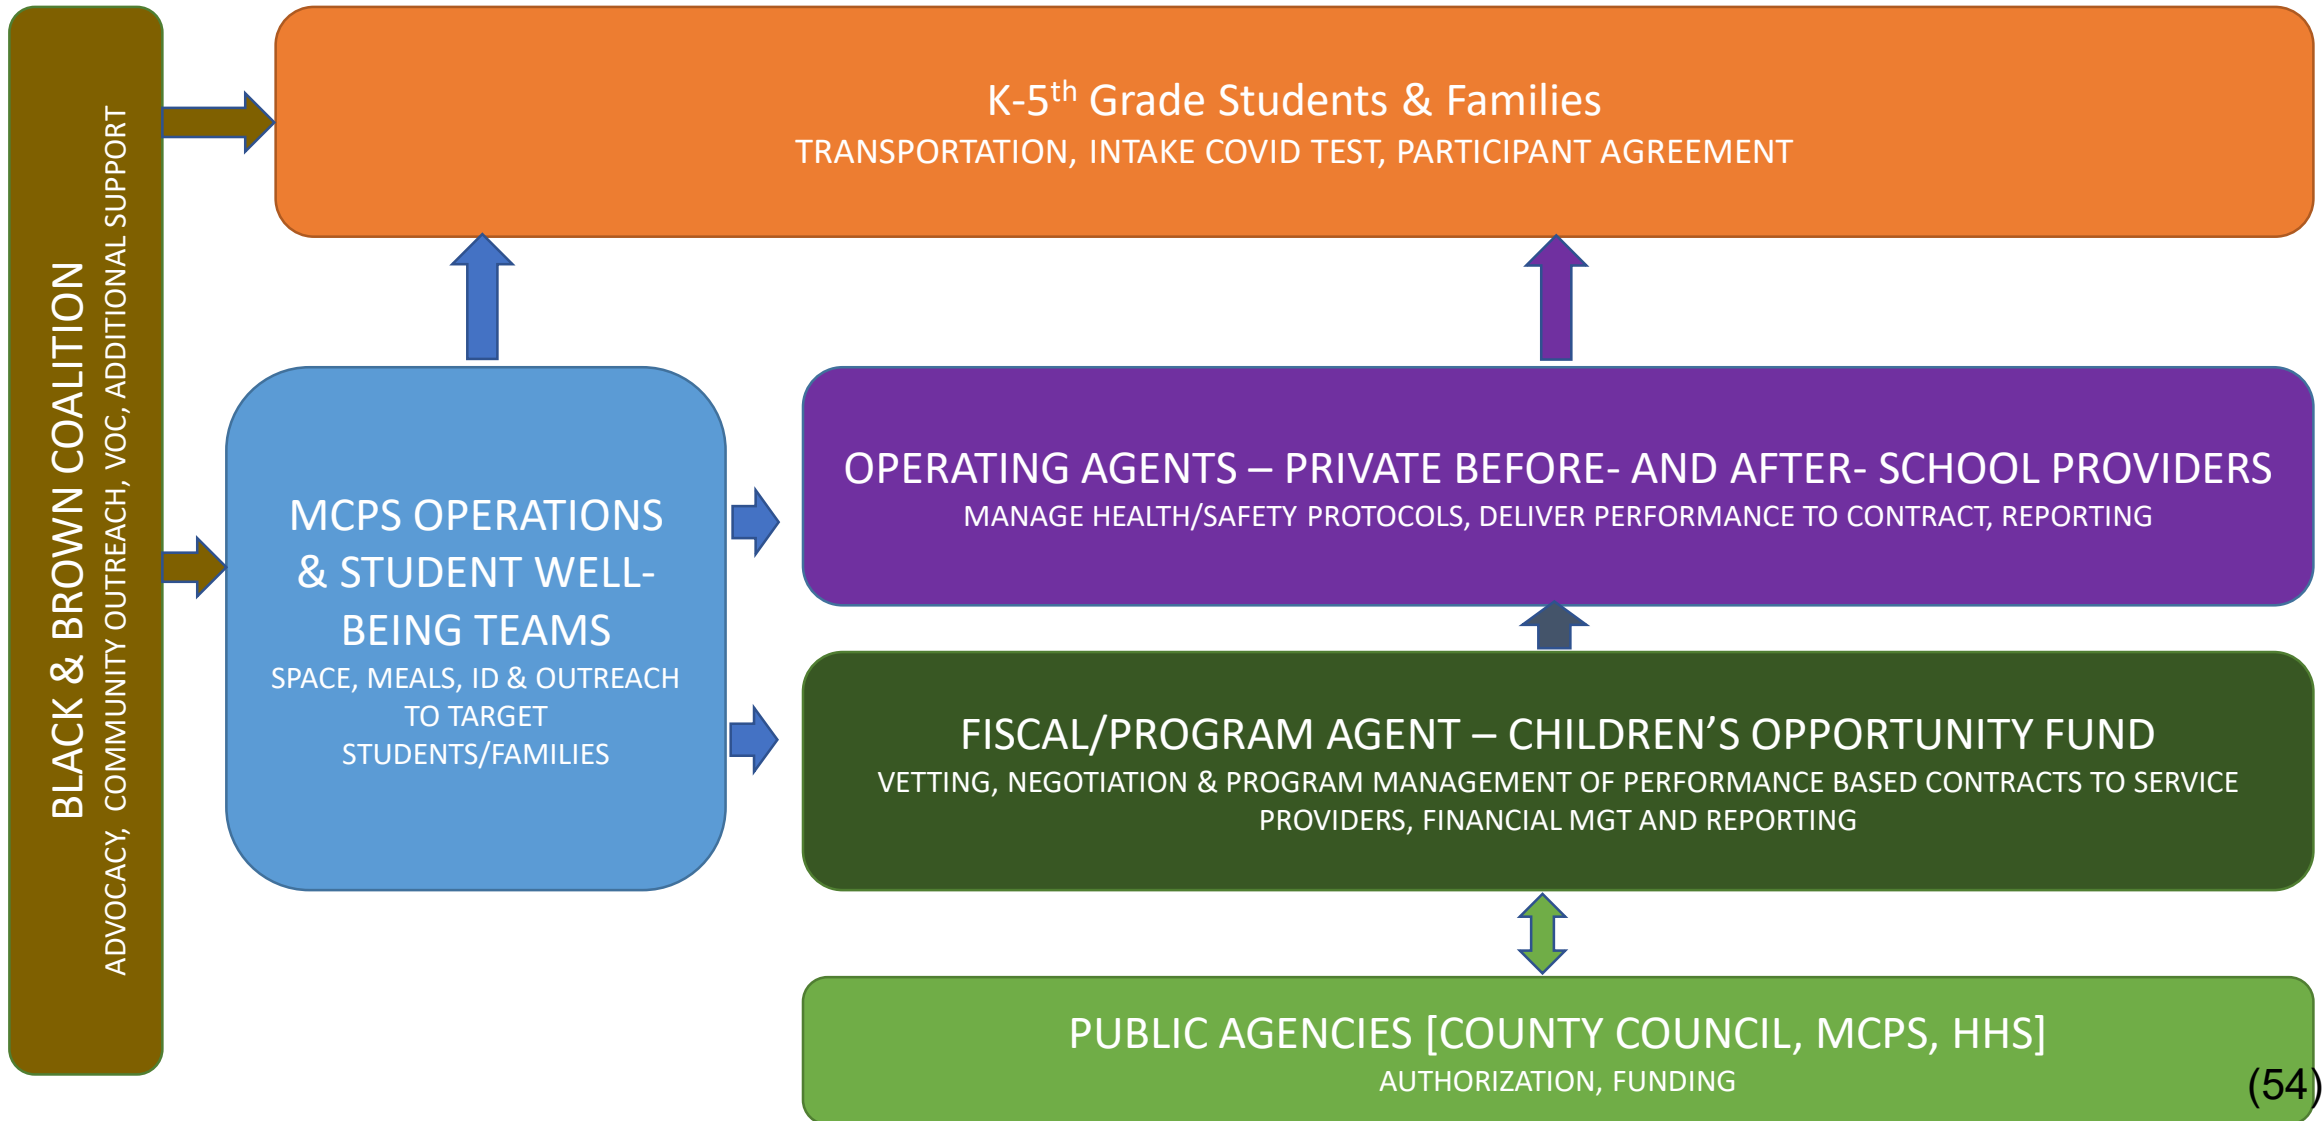 BLACK & BROWN COALITION
ADVOCACY, COMMUNITY OUTREACH, VOC, ADDITIONAL SUPPORT
K-5th Grade Students & Families
TRANSPORTATION, INTAKE COVID TEST, PARTICIPANT AGREEMENT
MCPS OPERATIONS
& STUDENT WELL-
BEING TEAMS
SPACE, MEALS, ID & OUTREACH
TO TARGET
STUDENTS/FAMILIES
OPERATING AGENTS – PRIVATE BEFORE- AND AFTER- SCHOOL PROVIDERS
MANAGE HEALTH/SAFETY PROTOCOLS, DELIVER PERFORMANCE TO CONTRACT, REPORTING
FISCAL/PROGRAM AGENT – CHILDREN’S OPPORTUNITY FUND
VETTING, NEGOTIATION & PROGRAM MANAGEMENT OF PERFORMANCE BASED CONTRACTS TO SERVICE
PROVIDERS, FINANCIAL MGT AND REPORTING
PUBLIC AGENCIES [COUNTY COUNCIL, MCPS, HHS]
AUTHORIZATION, FUNDING
(54)